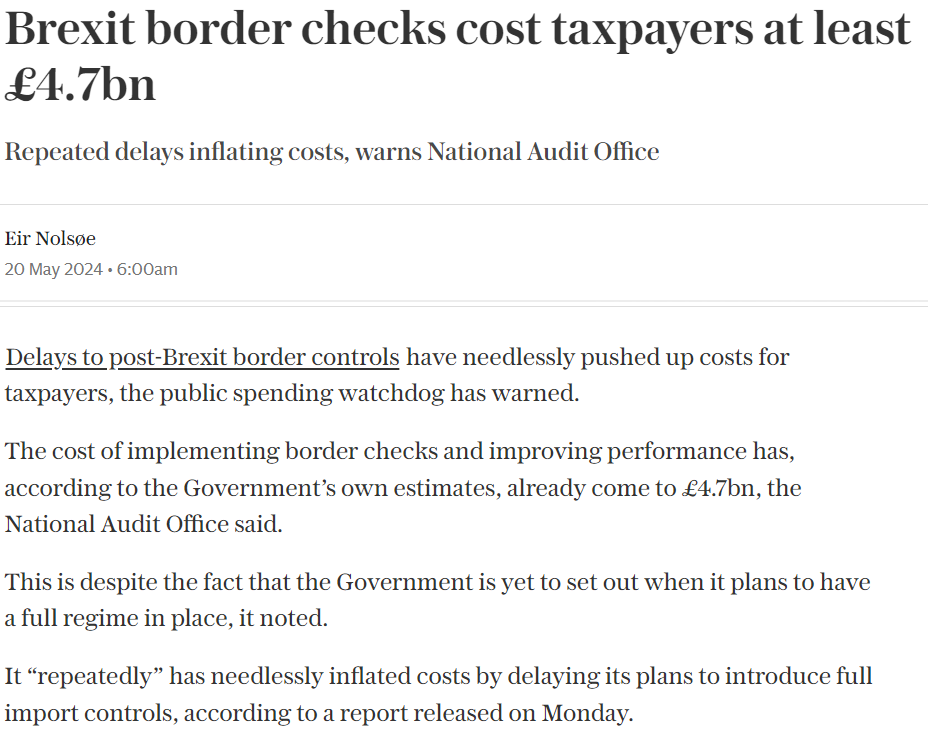 Brexit border checks cost taxpayers at least
£4.7bn
Repeated delays inflating costs, warns National Audit Office
Eir Nolsøe
20 May 2024 • 6:00am
Delays to post-Brexit border controls have needlessly pushed up costs for
taxpayers, the public spending watchdog has warned.
The cost of implementing border checks and improving performance has,
according to the Government’s own estimates, already come to £4.7bn, the
National Audit Office said.
This is despite the fact that the Government is yet to set out when it plans to have
a full regime in place, it noted.
It “repeatedly” has needlessly inflated costs by delaying its plans to introduce full
import controls, according to a report released on Monday.